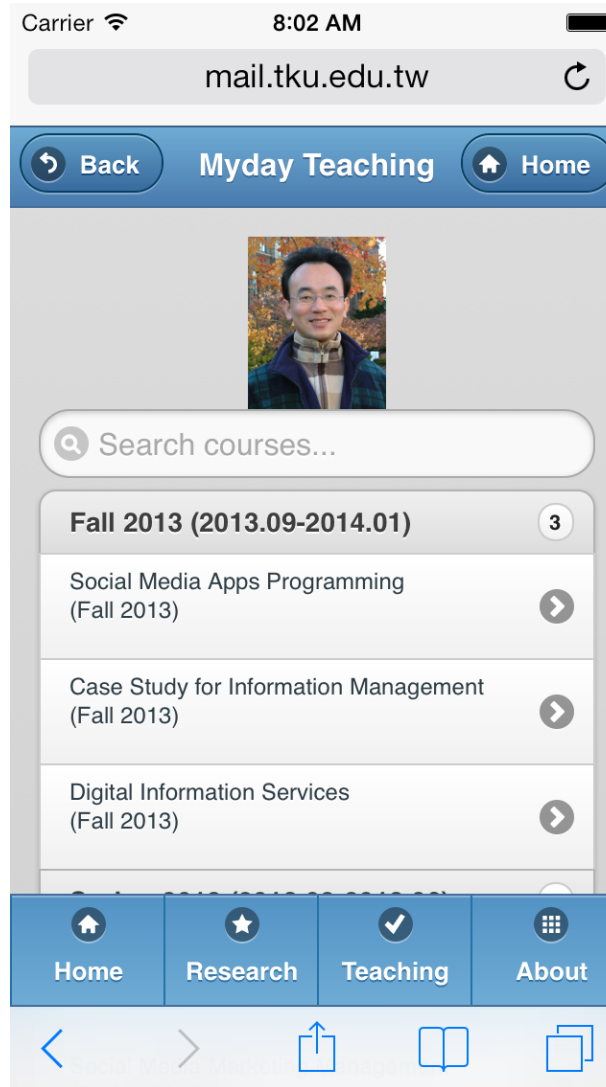 Carrier 8:02 AM
mail.tku.edu.tw
Back Myday Teaching Home
Search courses...
Fall 2013 (2013.09-2014.01) 3
Social Media Apps Programming
(Fall 2013)
Case Study for Information Management
(Fall 2013)
Digital Information Services
(Fall 2013)
Home Research Teaching About